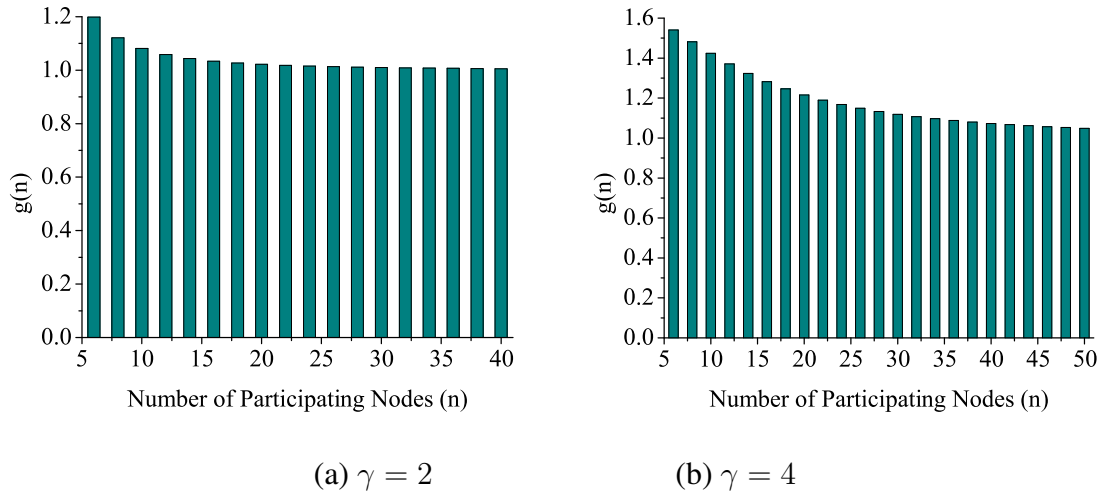 1.2
1.0
0.8
0.6
0.4
0.2
0.0
g(n)
5 10 15 20 25 30 35 40
Number of Participating Nodes (n)
(a) γ = 2
1.6
1.4
1.2
1.0
0.8
0.6
0.4
0.2
0.0
g(n)
5 10 15 20 25 30 35 40 45 50
Number of Participating Nodes (n)
(b) γ = 4